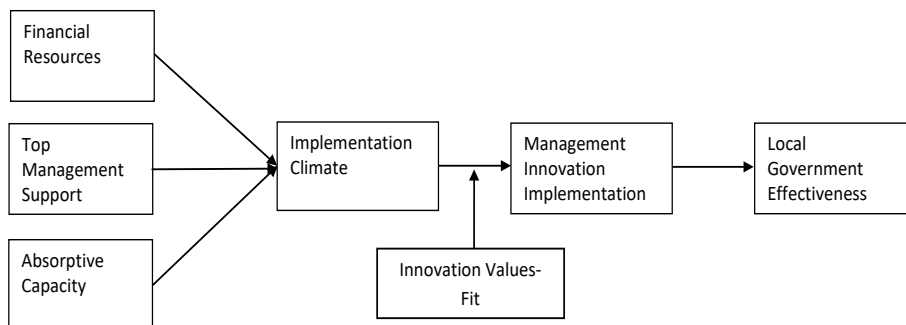 Financial
Resources
Top
Management
Support
Absorptive
Capacity
Implementation
Climate
Innovation Values-
Fit
Management
Innovation
Implementation
Local
Government
Effectiveness